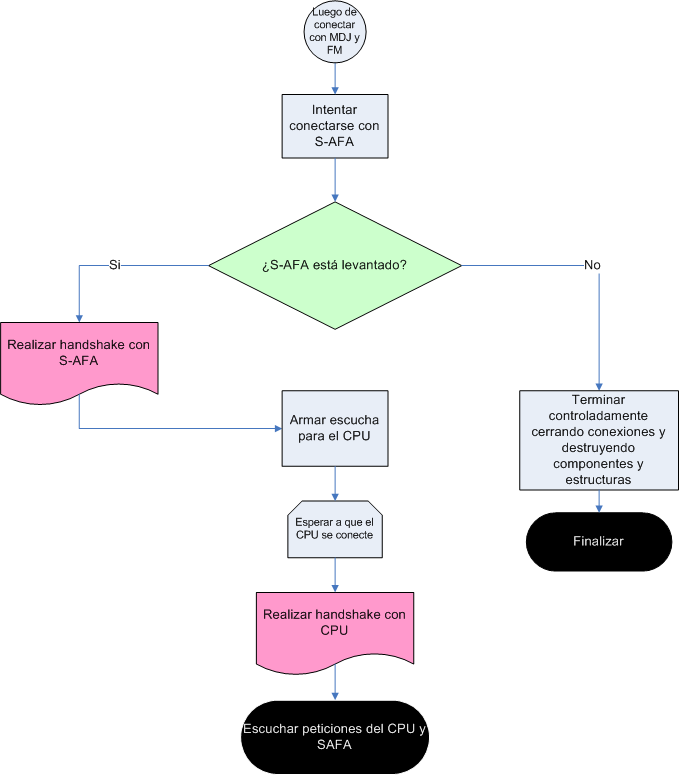 Luego de
conectar
con MDJ y
FM
Intentar
conectarse con
S-AFA
¿S-AFA está levantado?
Si
No
Realizar handshake con
S-AFA
Armar escucha
para el CPU
Terminar
controladamente
cerrando conexiones y
destruyendo
componentes y
estructuras
Esperar a que el
CPU se conecte
Finalizar
Realizar handshake con
CPU
Escuchar peticiones del CPU y
SAFA